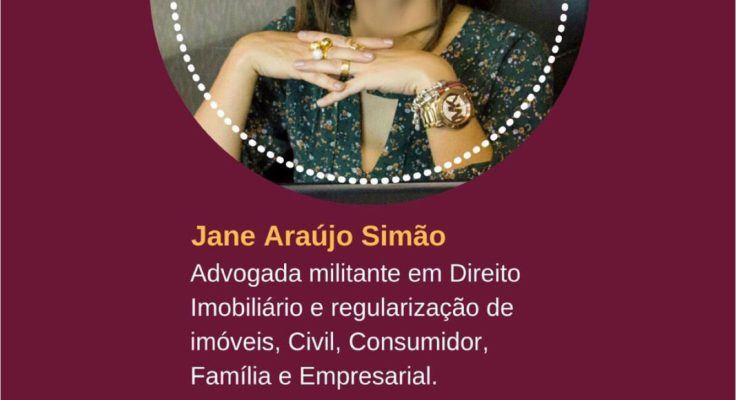 Jane Araújo Simão
Advogada militante em Direito
Imobiliário e regularização de
imóveis, Civil, Consumidor,
Família e Empresarial.